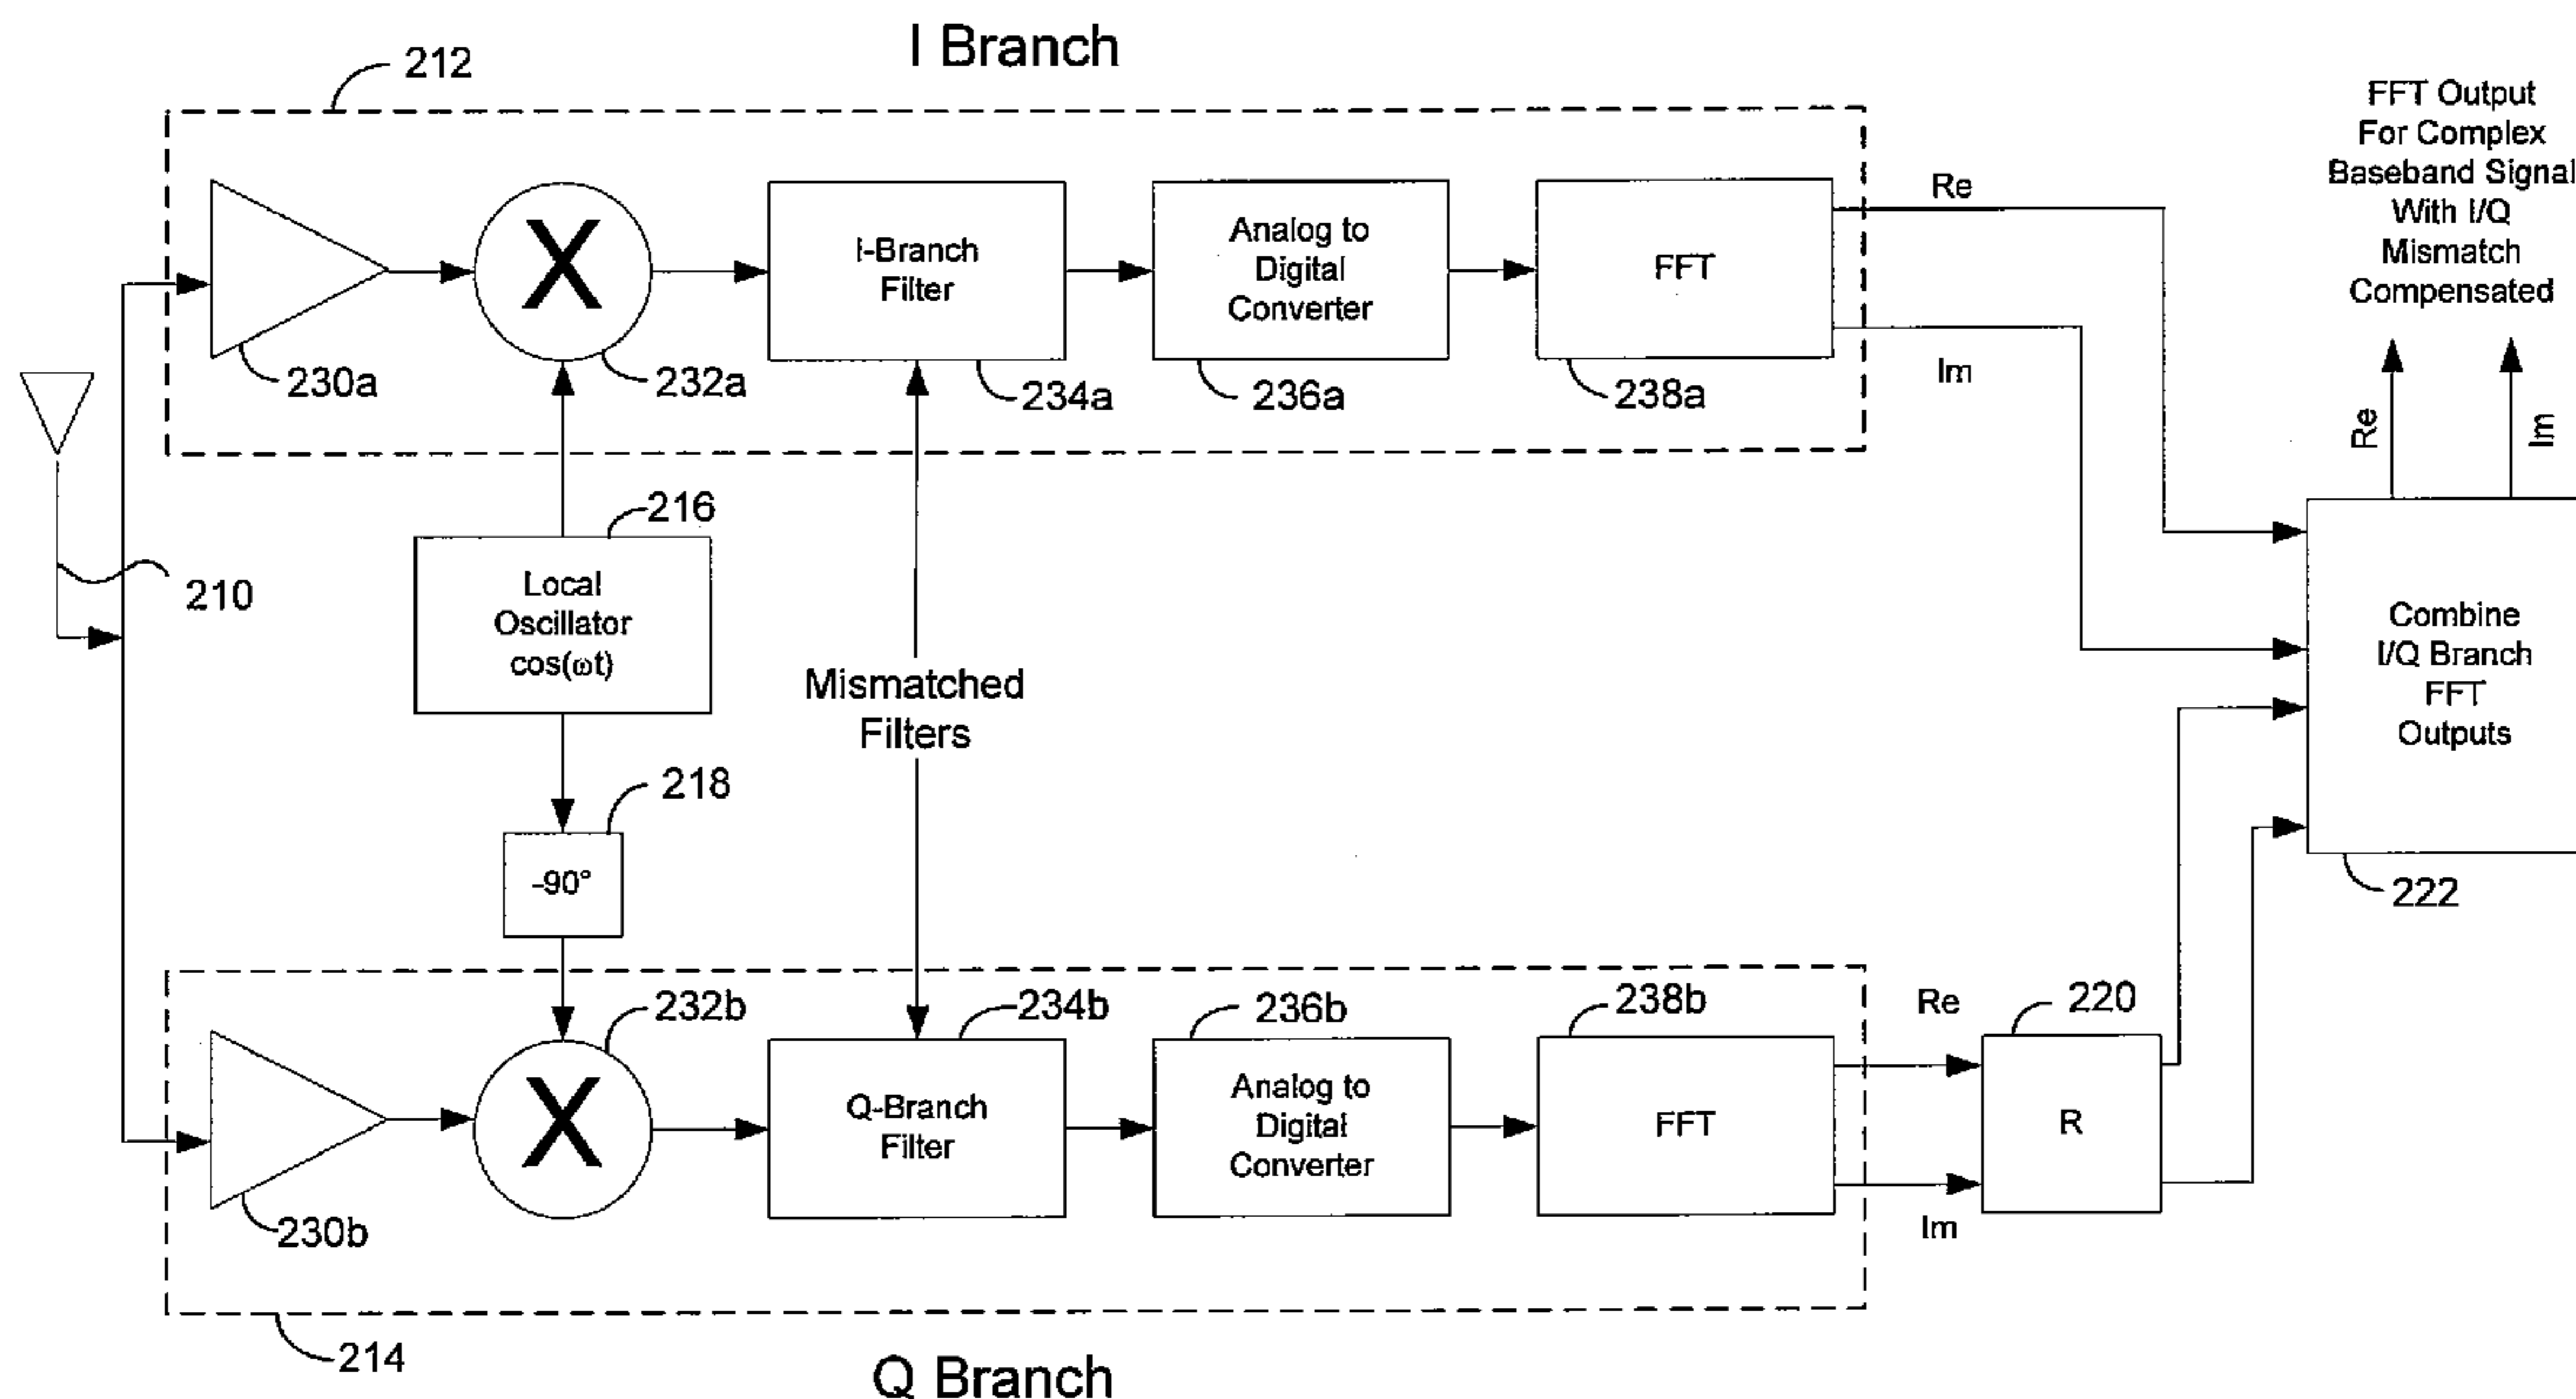 I Branch
212
FFT Output
For Complex
Baseband Signal
With I/Q
Mismatch
Compensated
Re
Im
I-Branch
Filter
Analog to
Digital
Converter
FFT
Re
Im
230a
232a
234a
236a
238a
210
216
Local
Oscillator
cos(ωt)
Mismatched
Filters
Combine
I/Q Branch
FFT
Outputs
222
218
-90°
232b
234b
236b
238b
Re
220
Q-Branch
Filter
Analog to
Digital
Converter
FFT
R
Im
230b
214
Q Branch